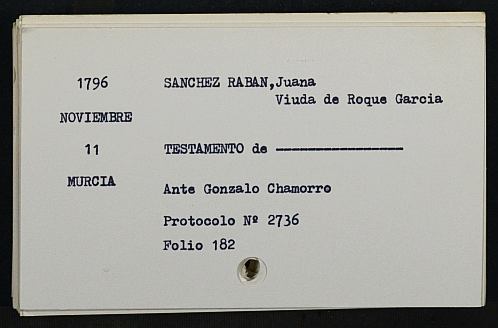 1796 SANCHEZ RABAN,Juana
Viuda de Roque Garcia
NOVIEMBRE
11 TESTAMENTO de ----------------
MURCIA
Ante Gonzalo Chamorro
Protocolo Nº 2736
Folio 182